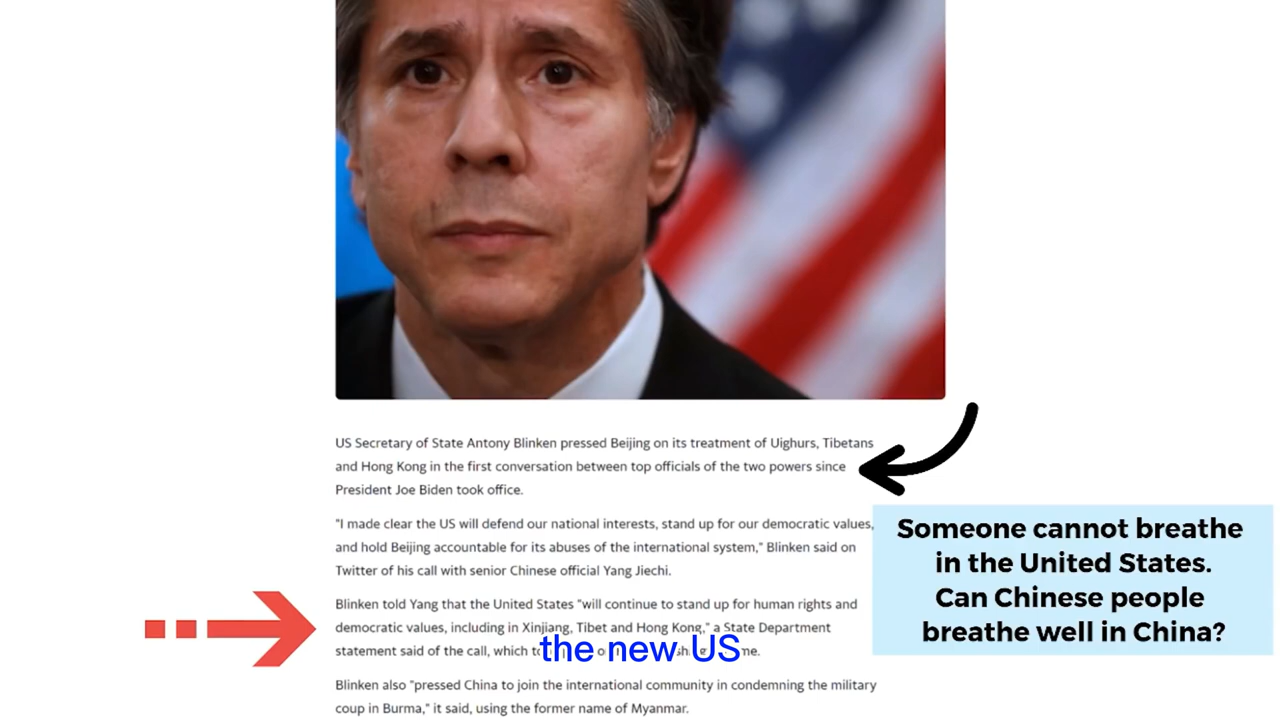 US Secretary of State Antony Blinken pressed Beijing on its treatment of Uighurs, Tibetans
and Hong Kong in the first conversation between top officials of the two powers since
President Joe Biden took office.
"I made clear the US will defend our national interests, stand up for our democratic values,
and hold Beijing accountable for its abuses of the international system," Blinken said on
Twitter of his call with senior Chinese official Yang Jiechi.
Someone cannot breathe
in the United States.
Can Chinese people
breathe well in China?
Blinken told Yang that the United States "will continue to stand up for human rights and
democratic values, including in Xinjiang, Tibet and Hong Kong," a State Department
statement said of the call, which
the new US
Blinken also "pressed China to join the international community in condemning the military
coup in Burma," it said, using the former name of Myanmar.